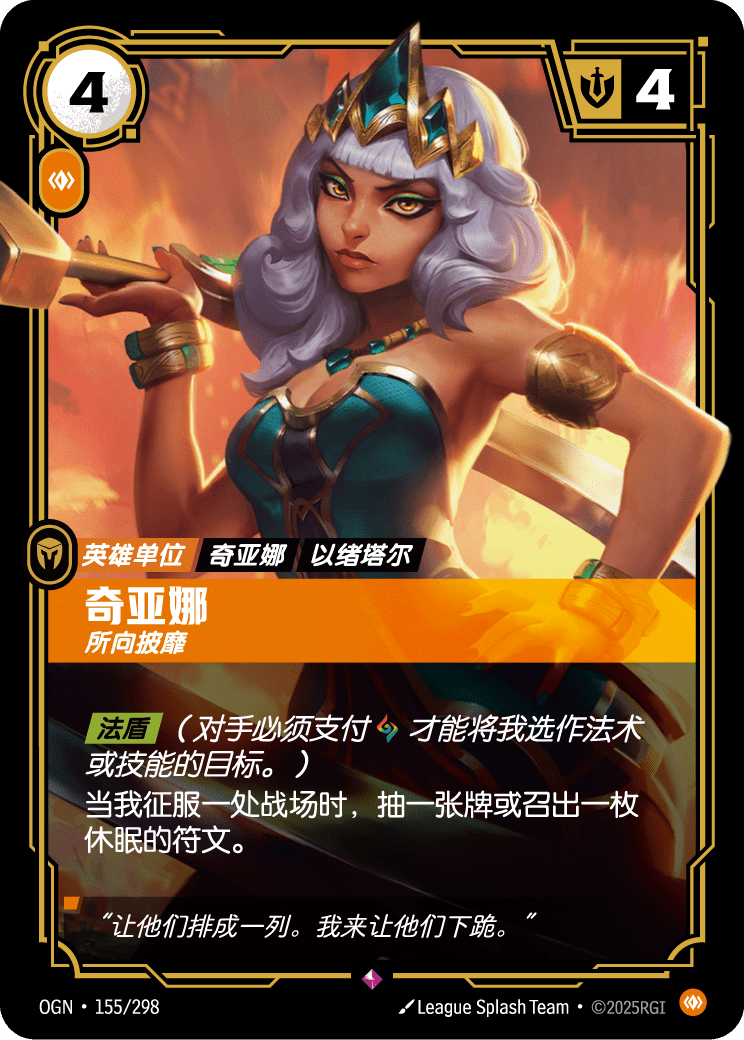 4
4
英雄单位 奇亚娜 以绪塔尔
奇亚娜
所向披靡
法盾（对手必须支付 才能将我选作法术
或技能的目标。）
当我征服一处战场时，抽一张牌或召出一枚
休眠的符文。
“让他们排成一列。我来让他们下跪。”
OGN • 155/298
League Splash Team • ©2025RGI